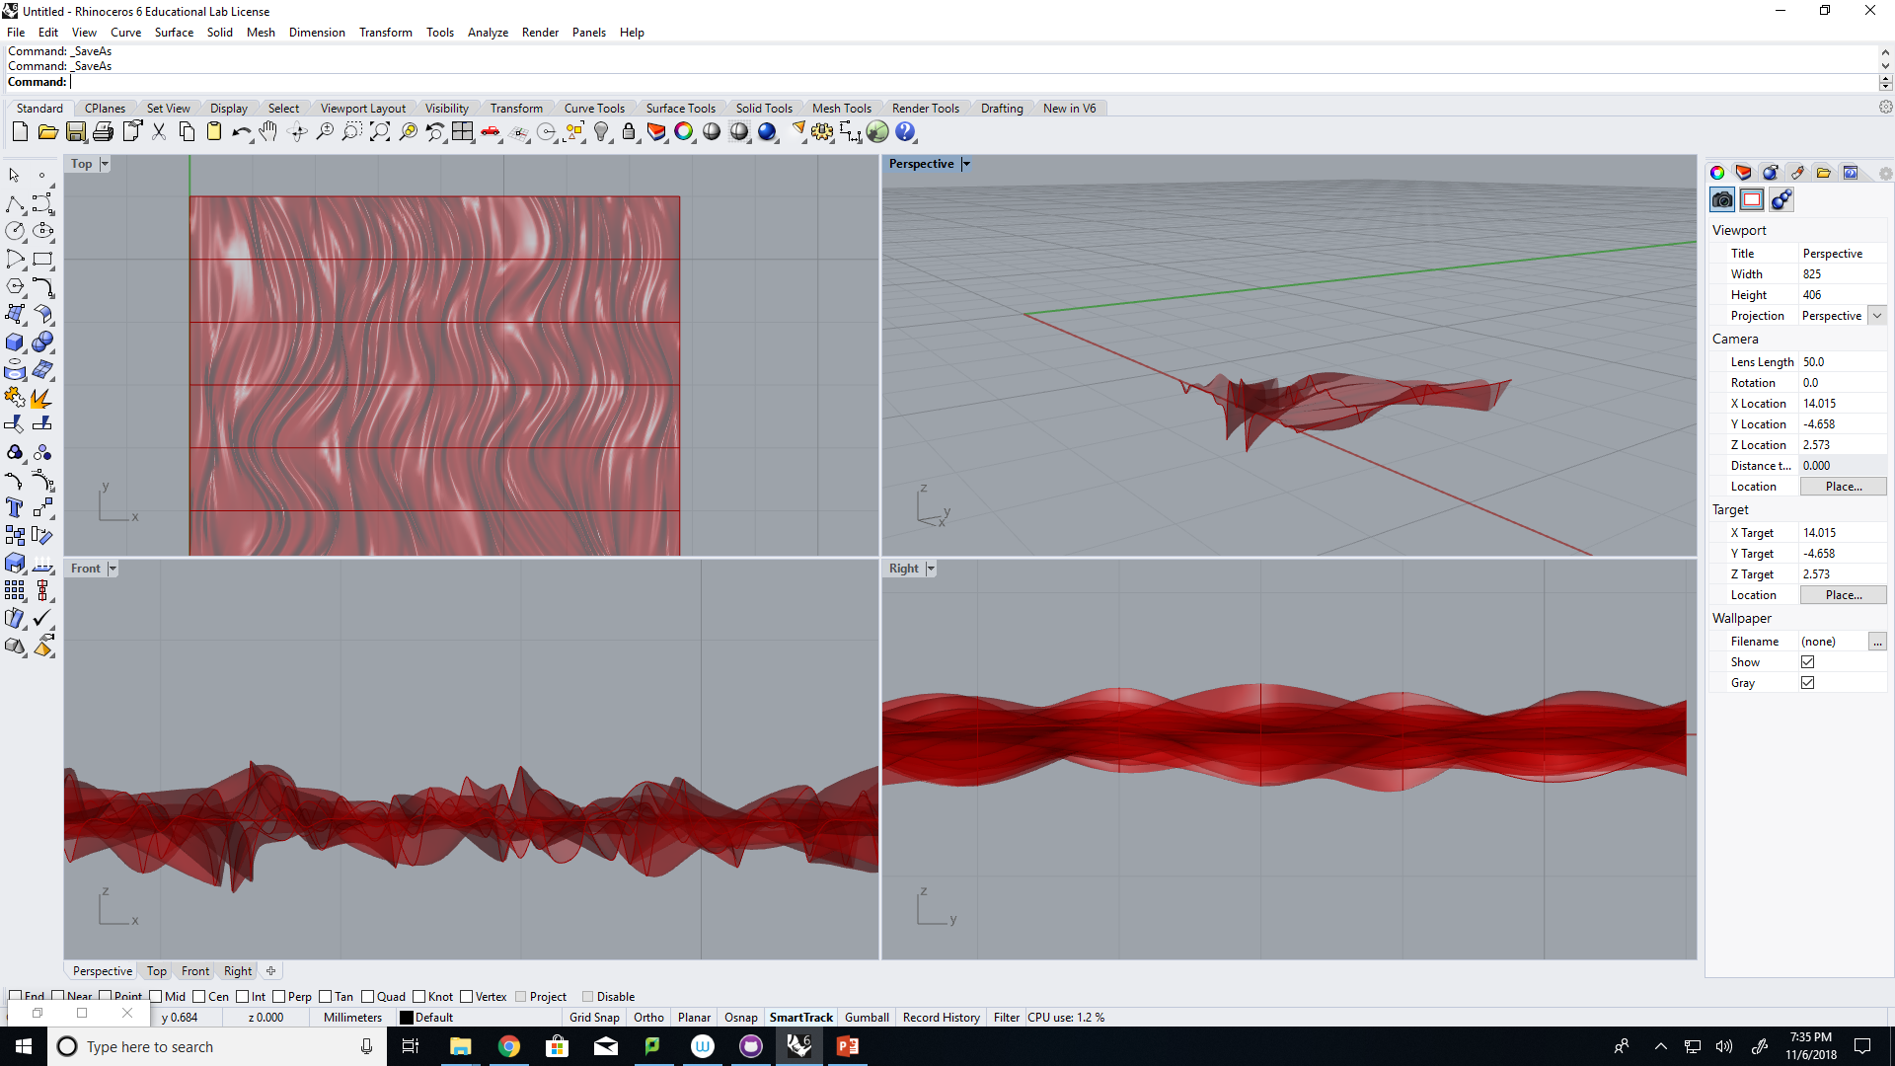 Untitled - Rhinoceros 6 Educational Lab License
File Edit View Curve Surface Solid Mesh Dimension Transform Tools Analyze Render Panels Help
Command: _SaveAs
Command: _SaveAs
Command:
Standard CPlanes Set View Display Select Viewport Layout Visibility Transform Curve Tools Surface Tools Solid Tools Mesh Tools Render Tools Drafting New in V6
Top
Perspective
Viewport
Title Perspective
Width 825
Height 406
Projection Perspective
Camera
Lens Length 50.0
Rotation 0.0
X Location 14.015
Y Location -4.658
Z Location 2.573
Distance t... 0.000
Location Place...
Target
X Target 14.015
Y Target -4.658
Z Target 2.573
Location Place...
Wallpaper
Filename (none) ...
Show
Gray
y
x
z
y
x
Front
Right
z
x
z
y
Perspective Top Front Right
End Near Point Mid Cen Int Perp Tan Quad Knot Vertex Project Disable
y 0.684 z 0.000 Millimeters Default Grid Snap Ortho Planar Osnap SmartTrack Gumball Record History Filter CPU use: 1.2 %
Type here to search
7:35 PM
11/6/2018